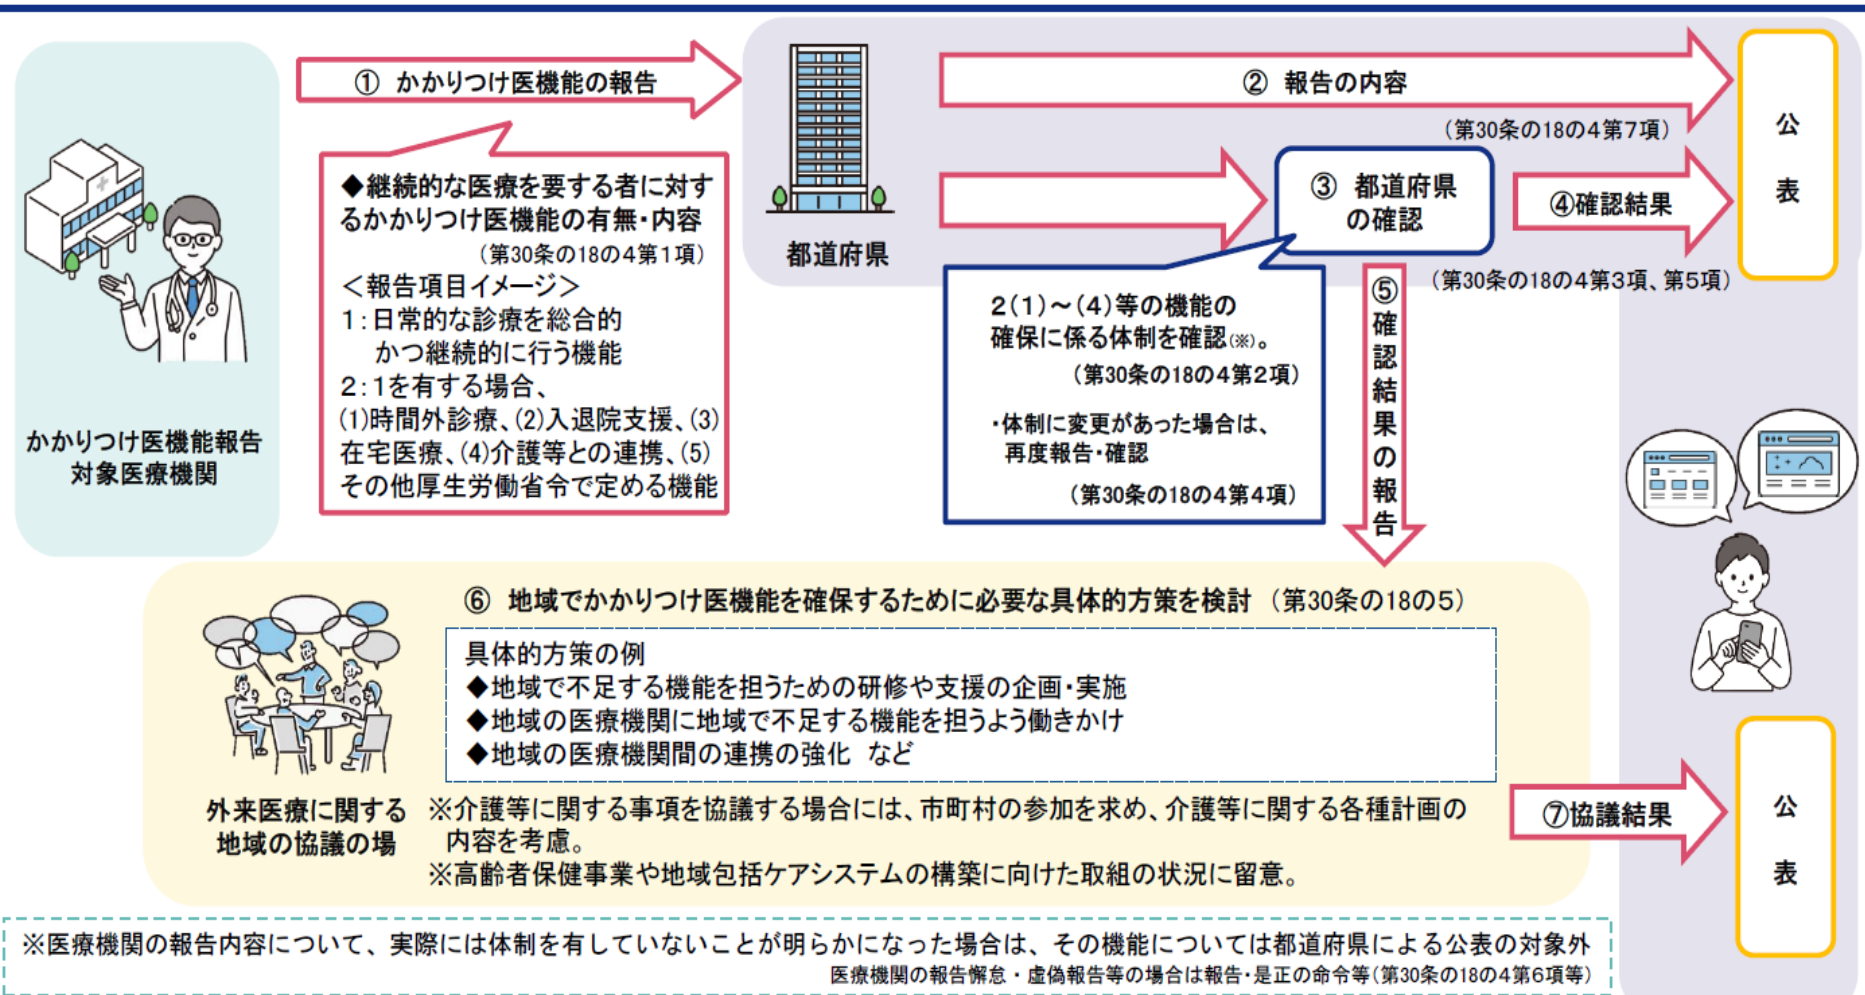 ① かかりつけ医機能の報告
② 報告の内容
(第30条の18の4第7項)
公表
◆継続的な医療を要する者に対す
るかかりつけ医機能の有無・内容
(第30条の18の4第1項)
<報告項目イメージ>
1:日常的な診療を総合的
かつ継続的に行う機能
2:1を有する場合、
(1)時間外診療、(2)入退院支援、(3)
在宅医療、(4)介護等との連携、(5)
その他厚生労働省令で定める機能
都道府県
③ 都道府県
の確認
④確認結果
(第30条の18の4第3項、第5項)
2(1)~(4)等の機能の
確保に係る体制を確認(※)。
(第30条の18の4第2項)
・体制に変更があった場合は、
再度報告・確認
(第30条の18の4第4項)
⑤確認結果の報告
かかりつけ医機能報告
対象医療機関
⑥ 地域でかかりつけ医機能を確保するために必要な具体的方策を検討 (第30条の18の5)
具体的方策の例
◆地域で不足する機能を担うための研修や支援の企画・実施
◆地域の医療機関に地域で不足する機能を担うよう働きかけ
◆地域の医療機関間の連携の強化 など
外来医療に関する
地域の協議の場
※介護等に関する事項を協議する場合には、市町村の参加を求め、介護等に関する各種計画の
内容を考慮。
※高齢者保健事業や地域包括ケアシステムの構築に向けた取組の状況に留意。
⑦協議結果
公表
※医療機関の報告内容について、実際には体制を有していないことが明らかになった場合は、その機能については都道府県による公表の対象外
医療機関の報告懈怠・虚偽報告等の場合は報告・是正の命令等(第30条の18の4第6項等)